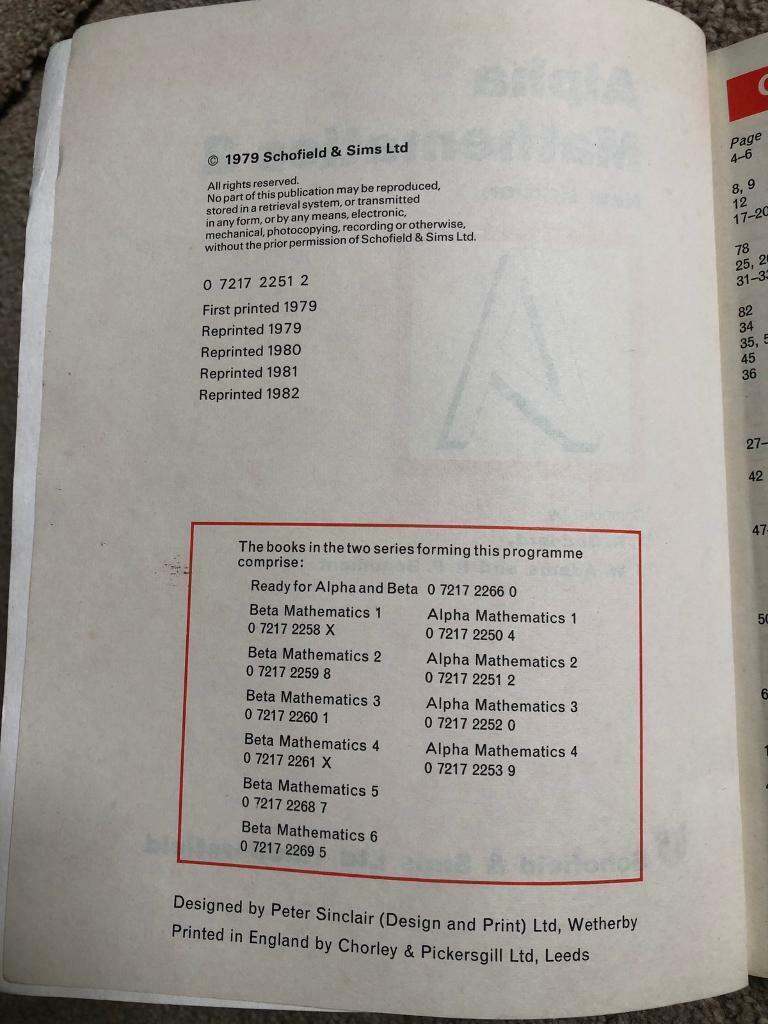 © 1979 Schofield & Sims Ltd
All rights reserved.
No part of this publication may be reproduced,
stored in a retrieval system, or transmitted
in any form, or by any means, electronic,
mechanical, photocopying, recording or otherwise,
without the prior permission of Schofield & Sims Ltd.
0 7217 2251 2
First printed 1979
Reprinted 1979
Reprinted 1980
Reprinted 1981
Reprinted 1982
The books in the two series forming this programme
comprise:
Ready for Alpha and Beta 0 7217 2266 0
Beta Mathematics 1
0 7217 2258 X
Beta Mathematics 2
0 7217 2259 8
Beta Mathematics 3
0 7217 2260 1
Beta Mathematics 4
0 7217 2261 X
Beta Mathematics 5
0 7217 2268 7
Beta Mathematics 6
0 7217 2269 5
Alpha Mathematics 1
0 7217 2250 4
Alpha Mathematics 2
0 7217 2251 2
Alpha Mathematics 3
0 7217 2252 0
Alpha Mathematics 4
0 7217 2253 9
Designed by Peter Sinclair (Design and Print) Ltd, Wetherby
Printed in England by Chorley & Pickersgill Ltd, Leeds
Page
4–6
8, 9
12
17–20
78
25,
31–
82
34
35,
45
36
27–
42
47